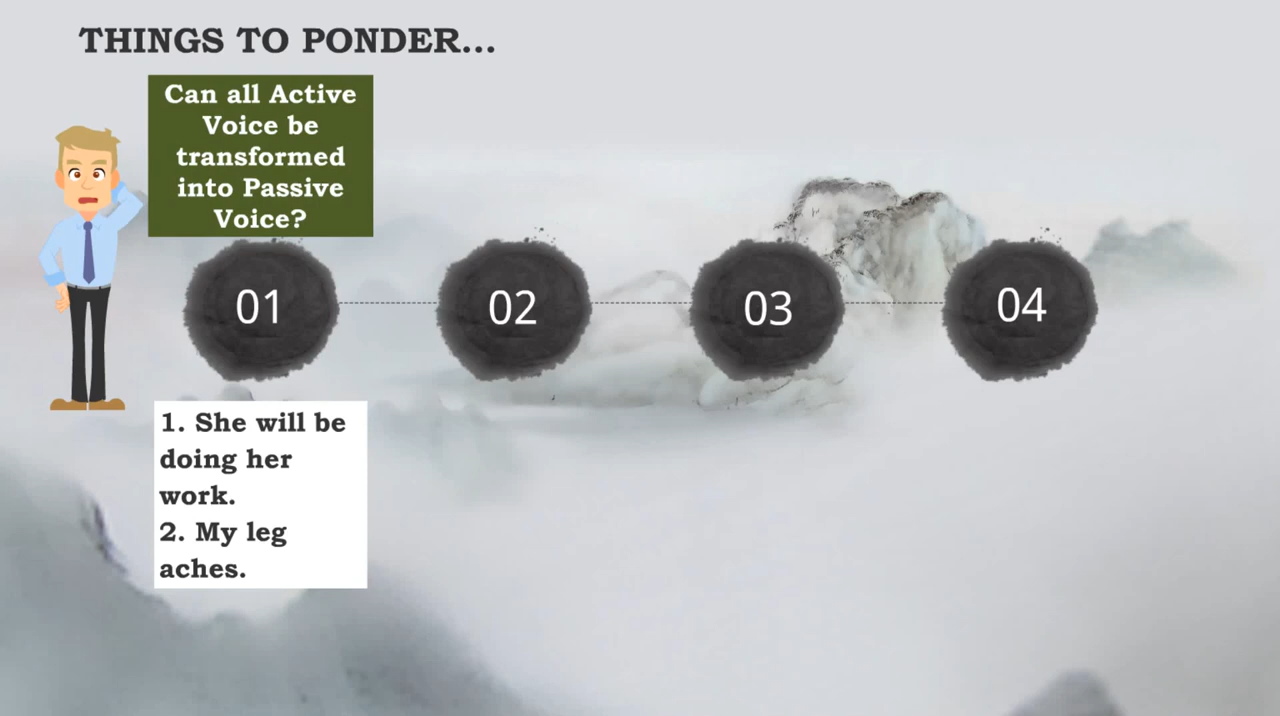 THINGS TO PONDER...
Can all Active
Voice be
transformed
into Passive
Voice?
01
02
03
04
1. She will be
doing her
work.
2. My leg
aches.